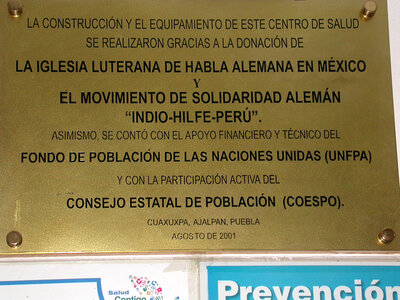 LA CONSTRUCCIÓN Y EL EQUIPAMIENTO DE ESTE CENTRO DE SALUD
SE REALIZARON GRACIAS A LA DONACIÓN DE
LA IGLESIA LUTERANA DE HABLA ALEMANA EN MÉXICO
Y
EL MOVIMIENTO DE SOLIDARIDAD ALEMÁN
“INDIO-HILFE-PERÚ”.
ASIMISMO, SE CONTÓ CON EL APOYO FINANCIERO Y TÉCNICO DEL
FONDO DE POBLACIÓN DE LAS NACIONES UNIDAS (UNFPA)
Y CON LA PARTICIPACIÓN ACTIVA DEL
CONSEJO ESTATAL DE POBLACIÓN (COESPO).
CUAXUXPA, AJALPAN, PUEBLA
AGOSTO DE 2001
Salud
Contigo
Prevención